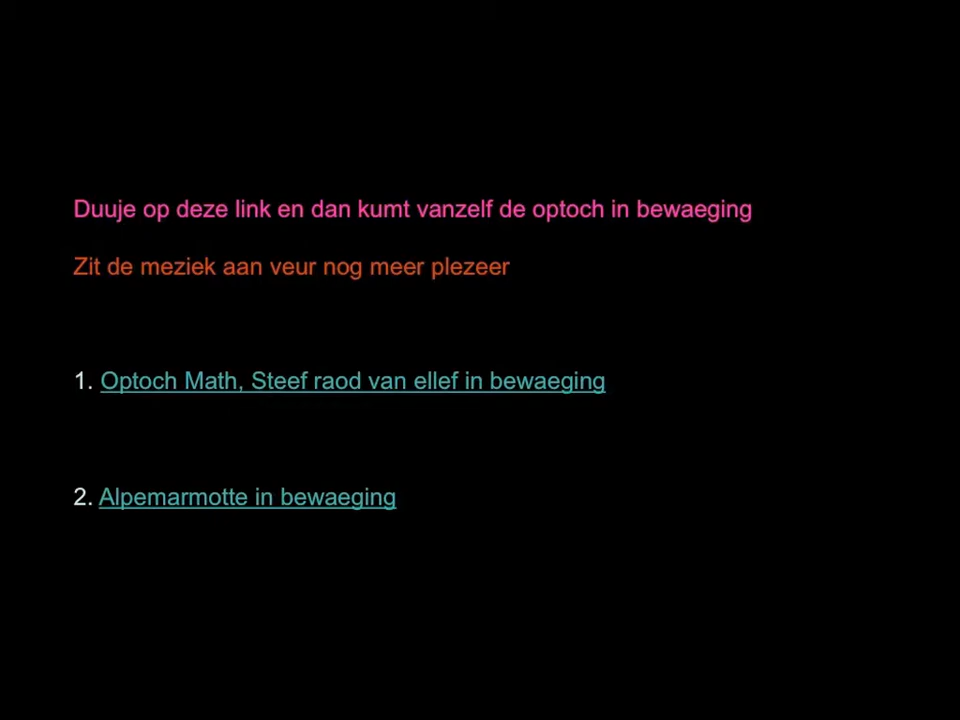 Duuje op deze link en dan kumt vanzelf de optoch in bewaeging
Zit de meziek aan veur nog meer plezeer
1. Optoch Math, Steef raod van ellef in bewaeging
2. Alpemarmotte in bewaeging